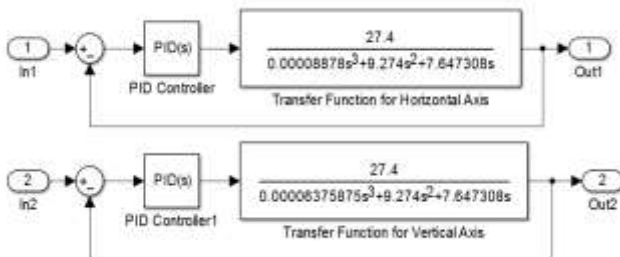 1
In1
+
-
PID(s)
PID Controller
27.4
0.00008878s³+9.274s²+7.647308s
Transfer Function for Horizontal Axis
1
Out1
2
In2
+
-
PID(s)
PID Controller1
27.4
0.00006375875s³+9.274s²+7.647308s
Transfer Function for Vertical Axis
2
Out2